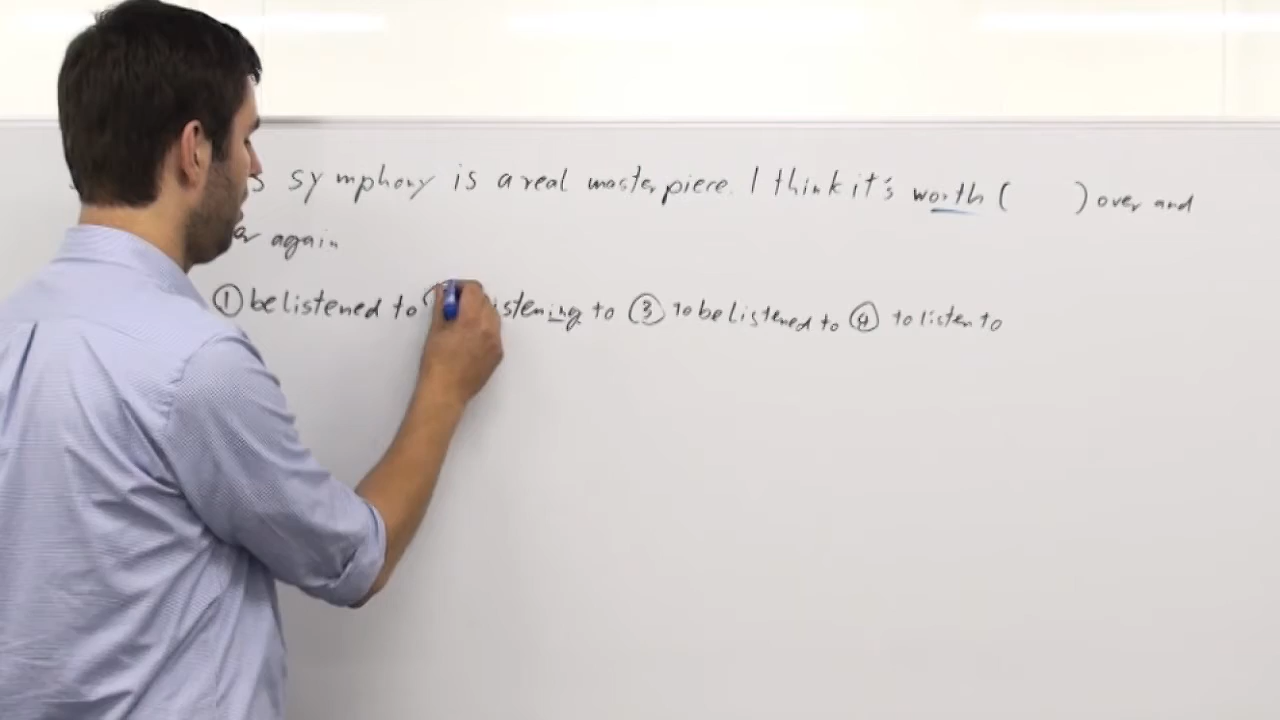 symphony is a real masterpiece. I think it's worth ( ) over and
again
① be listened to to ③ to be listened to ④ to listen to